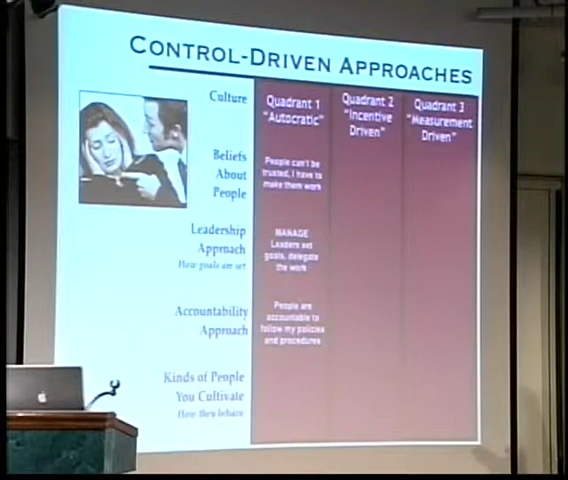 CONTROL-DRIVEN APPROACHES
Culture
Quadrant 1
"Autocratic"
Quadrant 2
"Incentive
Driven"
Quadrant 3
"Measurement
Driven"
Beliefs
About
People
People can't be
trusted, I have to
make them work
Leadership
Approach
How goals are set
MANAGE
Leaders set
goals, delegate
the work
Accountability
Approach
People are
accountable to
follow my policies
and procedures
Kinds of People
You Cultivate
How they behave